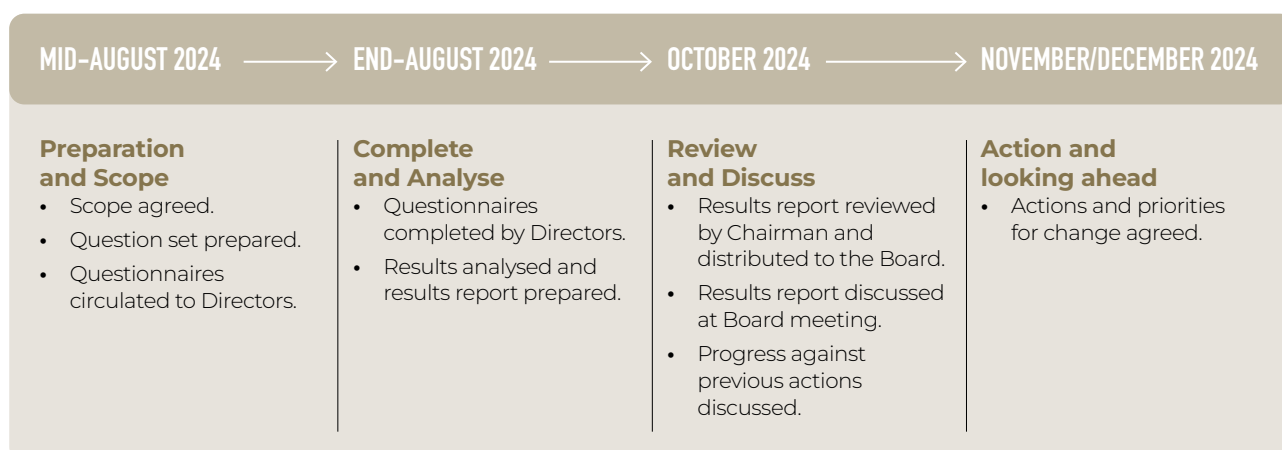 MID-AUGUST 2024 → END-AUGUST 2024 → OCTOBER 2024 → NOVEMBER/DECEMBER 2024
Preparation
and Scope
• Scope agreed.
• Question set prepared.
• Questionnaires
circulated to Directors.
Complete
and Analyse
• Questionnaires
completed by Directors.
• Results analysed and
results report prepared.
Review
and Discuss
• Results report reviewed
by Chairman and
distributed to the Board.
• Results report discussed
at Board meeting.
• Progress against
previous actions
discussed.
Action and
looking ahead
• Actions and priorities
for change agreed.